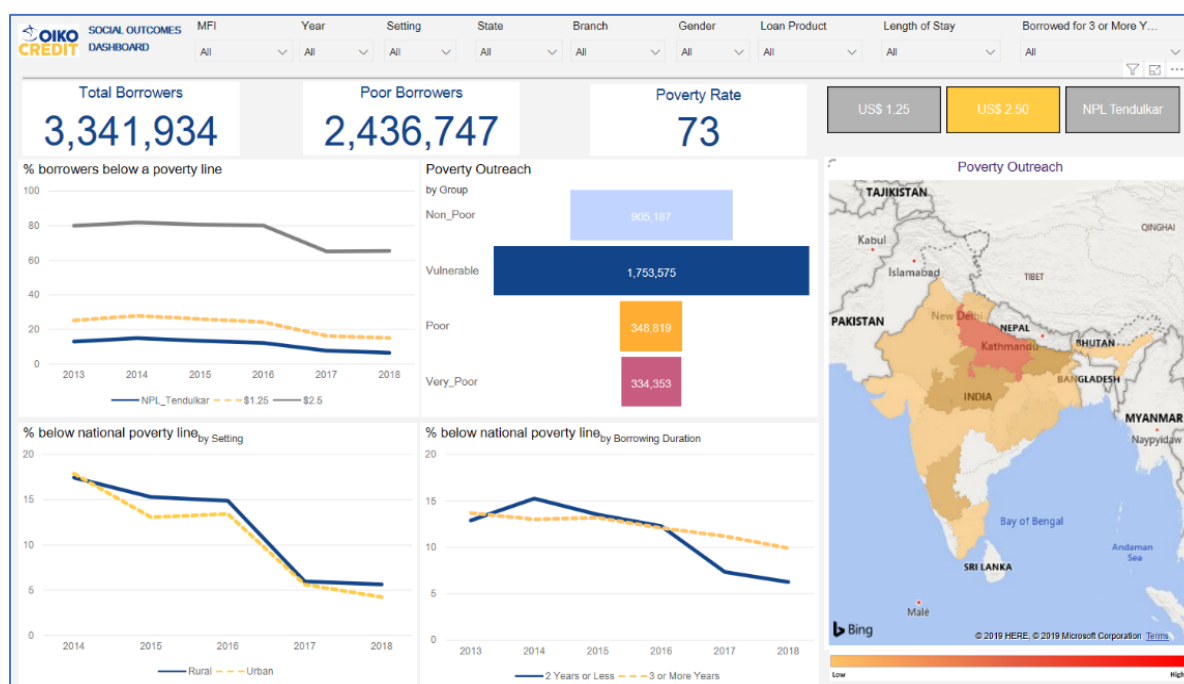 OIKO
CREDIT
SOCIAL OUTCOMES
DASHBOARD
MFI
All
Year
All
Setting
All
State
All
Branch
All
Gender
All
Loan Product
All
Length of Stay
All
Borrowed for 3 or More Y...
All
Total Borrowers
3,341,934
Poor Borrowers
2,436,747
Poverty Rate
73
US$ 1.25
US$ 2.50
NPL Tendulkar
% borrowers below a poverty line
100
80
60
40
20
0
2013 2014 2015 2016 2017 2018
NPL_Tendulkar $1.25 $2.5
Poverty Outreach
by Group
Non_Poor
905,187
Vulnerable
1,753,575
Poor
348,819
Very_Poor
334,353
Poverty Outreach
TAJIKISTAN
Kabul
QINGHAI
Islamabad
TIBET
New Delhi
PAKISTAN
NEPAL
Kathmandu
BHUTAN
BANGLADESH
INDIA
MYANMAR
Naypyidaw
Bay of Bengal
Andaman
Sea
SRI LANKA
Malé
Bing
© 2019 HERE, © 2019 Microsoft Corporation Terms
Low
High
% below national poverty line by Setting
20
15
10
5
0
2014 2015 2016 2017 2018
Rural Urban
% below national poverty line by Borrowing Duration
20
15
10
5
0
2013 2014 2015 2016 2017 2018
2 Years or Less 3 or More Years